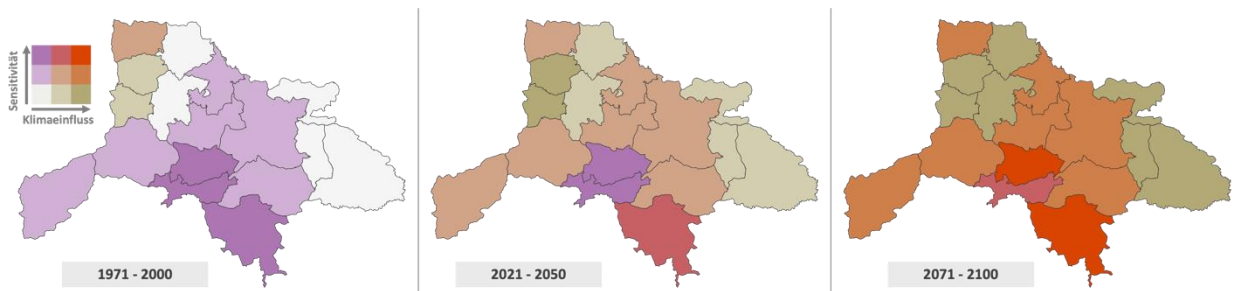 Sensitivität
Klimaeinfluss
1971 - 2000
2021 - 2050
2071 - 2100